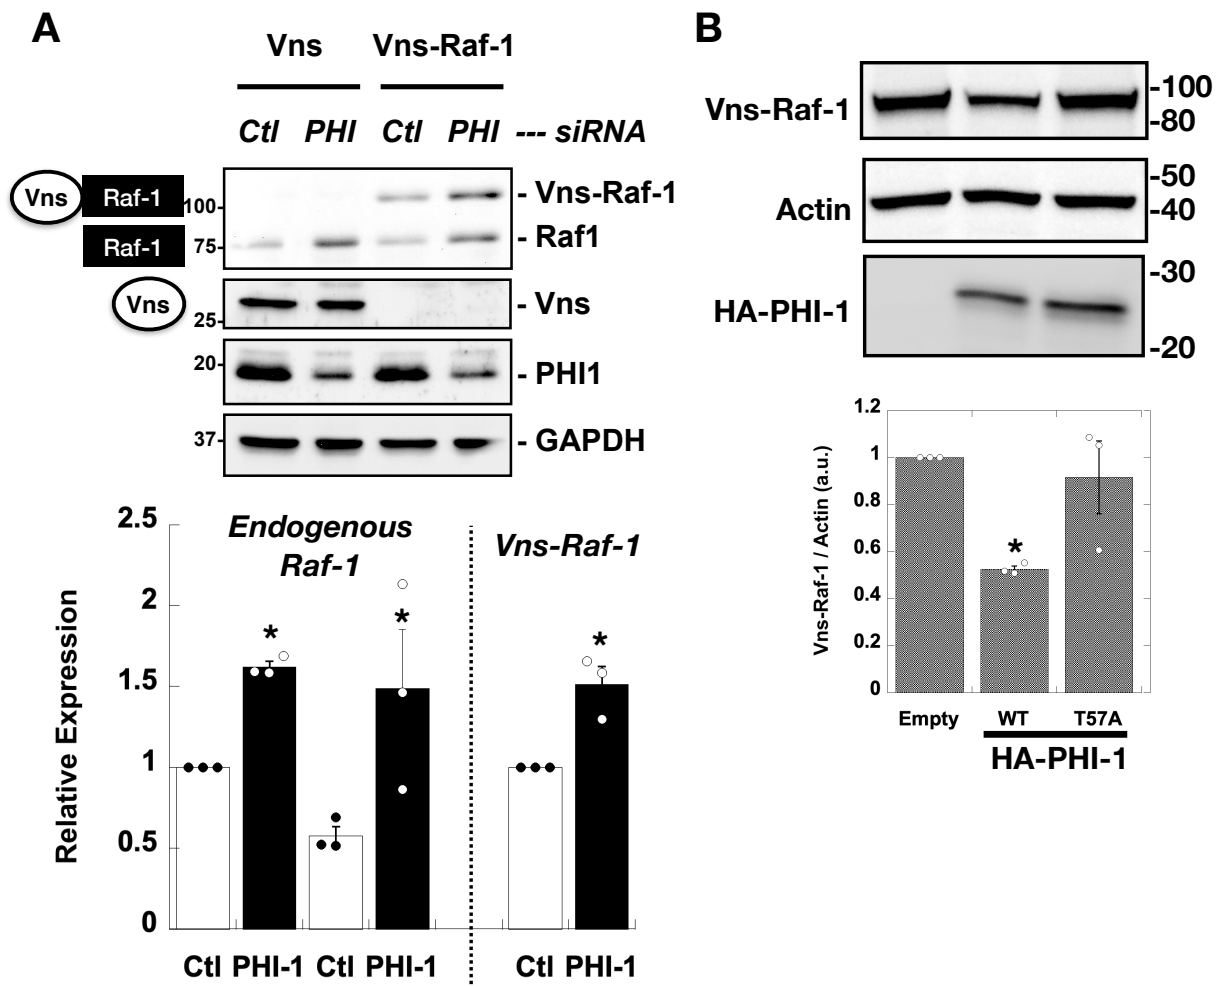 A
Vns Vns-Raf-1
Ctl PHI Ctl PHI --- siRNA
Vns Raf-1 100- - Vns-Raf-1
Raf-1 75- - Raf1
Vns 25- - Vns
20- - PHI1
37- - GAPDH
Endogenous
Raf-1
Vns-Raf-1
Relative Expression
2.5
2
1.5
1
0.5
0
* * *
Ctl PHI-1 Ctl PHI-1 Ctl PHI-1
B
Vns-Raf-1 -100
-80
Actin -50
-40
HA-PHI-1 -30
-20
Vns-Raf-1 / Actin (a.u.)
1.2
1
0.8
0.6
0.4
0.2
0
*
Empty WT T57A
HA-PHI-1